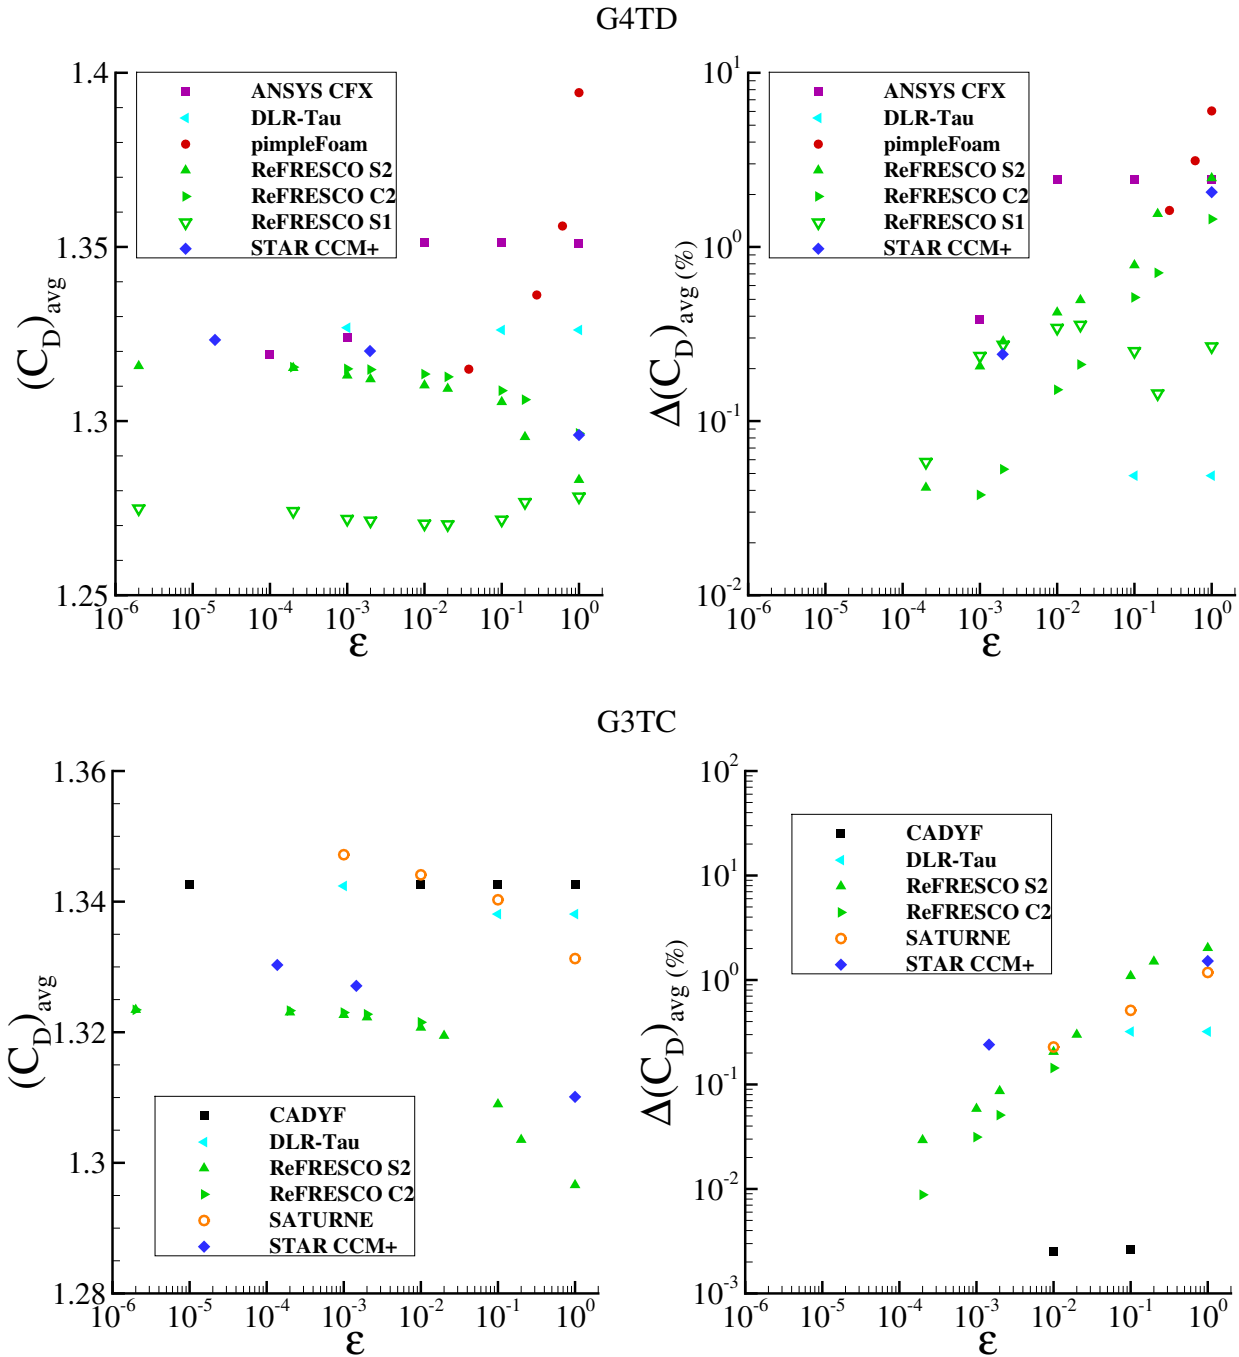 G4TD
1.4
1.35
1.3
1.25
(C_D)_avg
ANSYS CFX
DLR-Tau
pimpleFoam
ReFRESCO S2
ReFRESCO C2
ReFRESCO S1
STAR CCM+
10^-6 10^-5 10^-4 10^-3 10^-2 10^-1 10^0
ε
10^1
10^0
10^-1
10^-2
Δ(C_D)_avg (%)
ANSYS CFX
DLR-Tau
pimpleFoam
ReFRESCO S2
ReFRESCO C2
ReFRESCO S1
STAR CCM+
10^-6 10^-5 10^-4 10^-3 10^-2 10^-1 10^0
ε
G3TC
1.36
1.34
1.32
1.3
1.28
(C_D)_avg
CADYF
DLR-Tau
ReFRESCO S2
ReFRESCO C2
SATURNE
STAR CCM+
10^-6 10^-5 10^-4 10^-3 10^-2 10^-1 10^0
ε
10^2
10^1
10^0
10^-1
10^-2
10^-3
Δ(C_D)_avg (%)
CADYF
DLR-Tau
ReFRESCO S2
ReFRESCO C2
SATURNE
STAR CCM+
10^-6 10^-5 10^-4 10^-3 10^-2 10^-1 10^0
ε